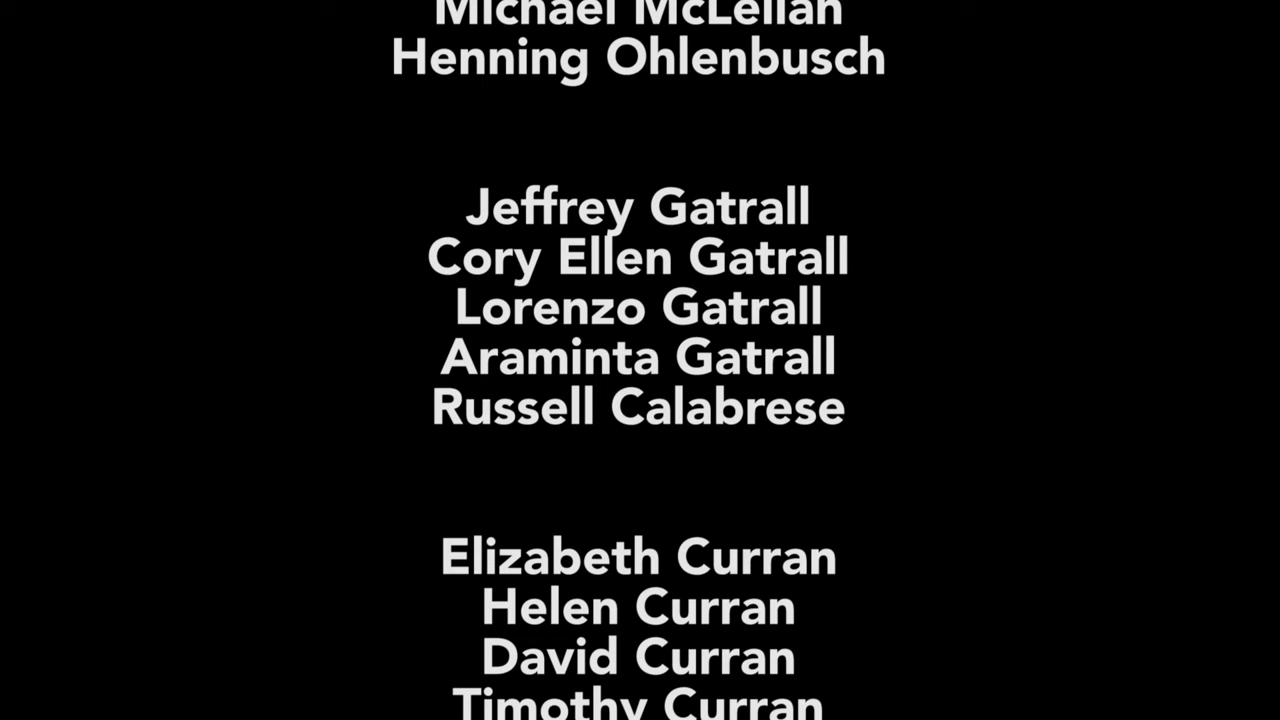 Michael McLellan
Henning Ohlenbusch
Jeffrey Gatrall
Cory Ellen Gatrall
Lorenzo Gatrall
Araminta Gatrall
Russell Calabrese
Elizabeth Curran
Helen Curran
David Curran
Timothy Curran